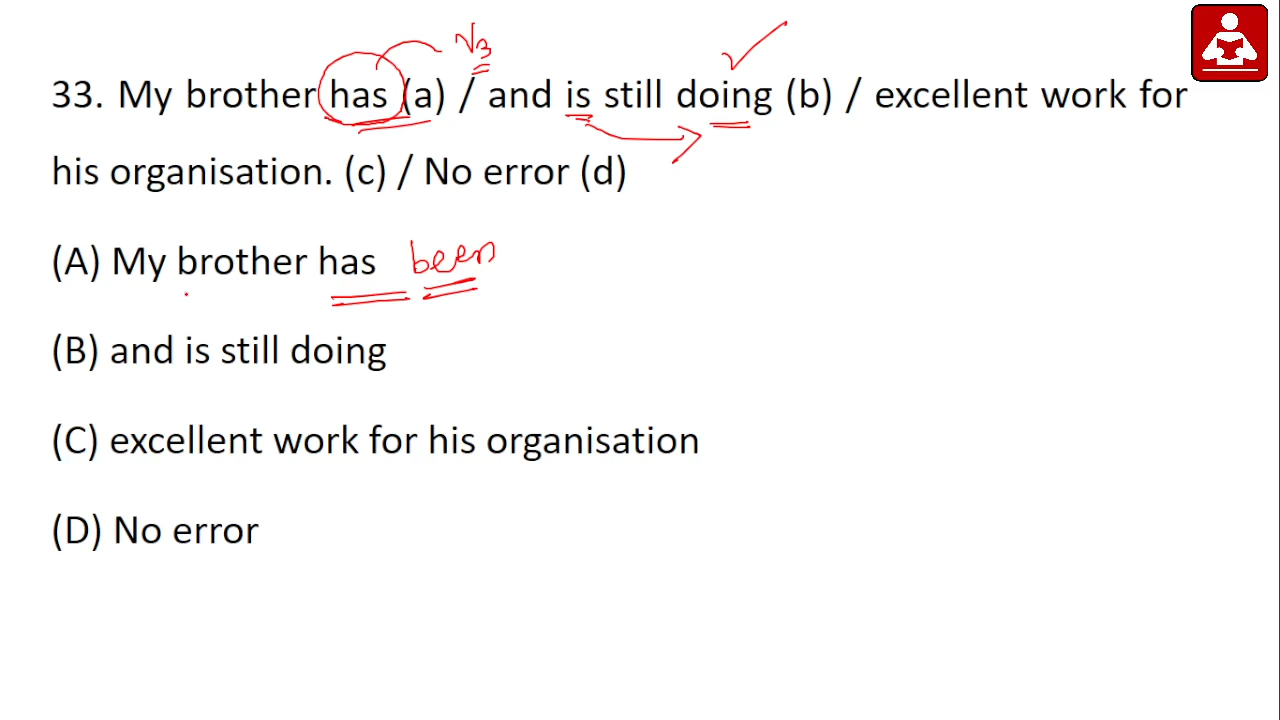 V3
33. My brother has (a) / and is still doing (b) / excellent work for
his organisation. (c) / No error (d)
(A) My brother has been
(B) and is still doing
(C) excellent work for his organisation
(D) No error